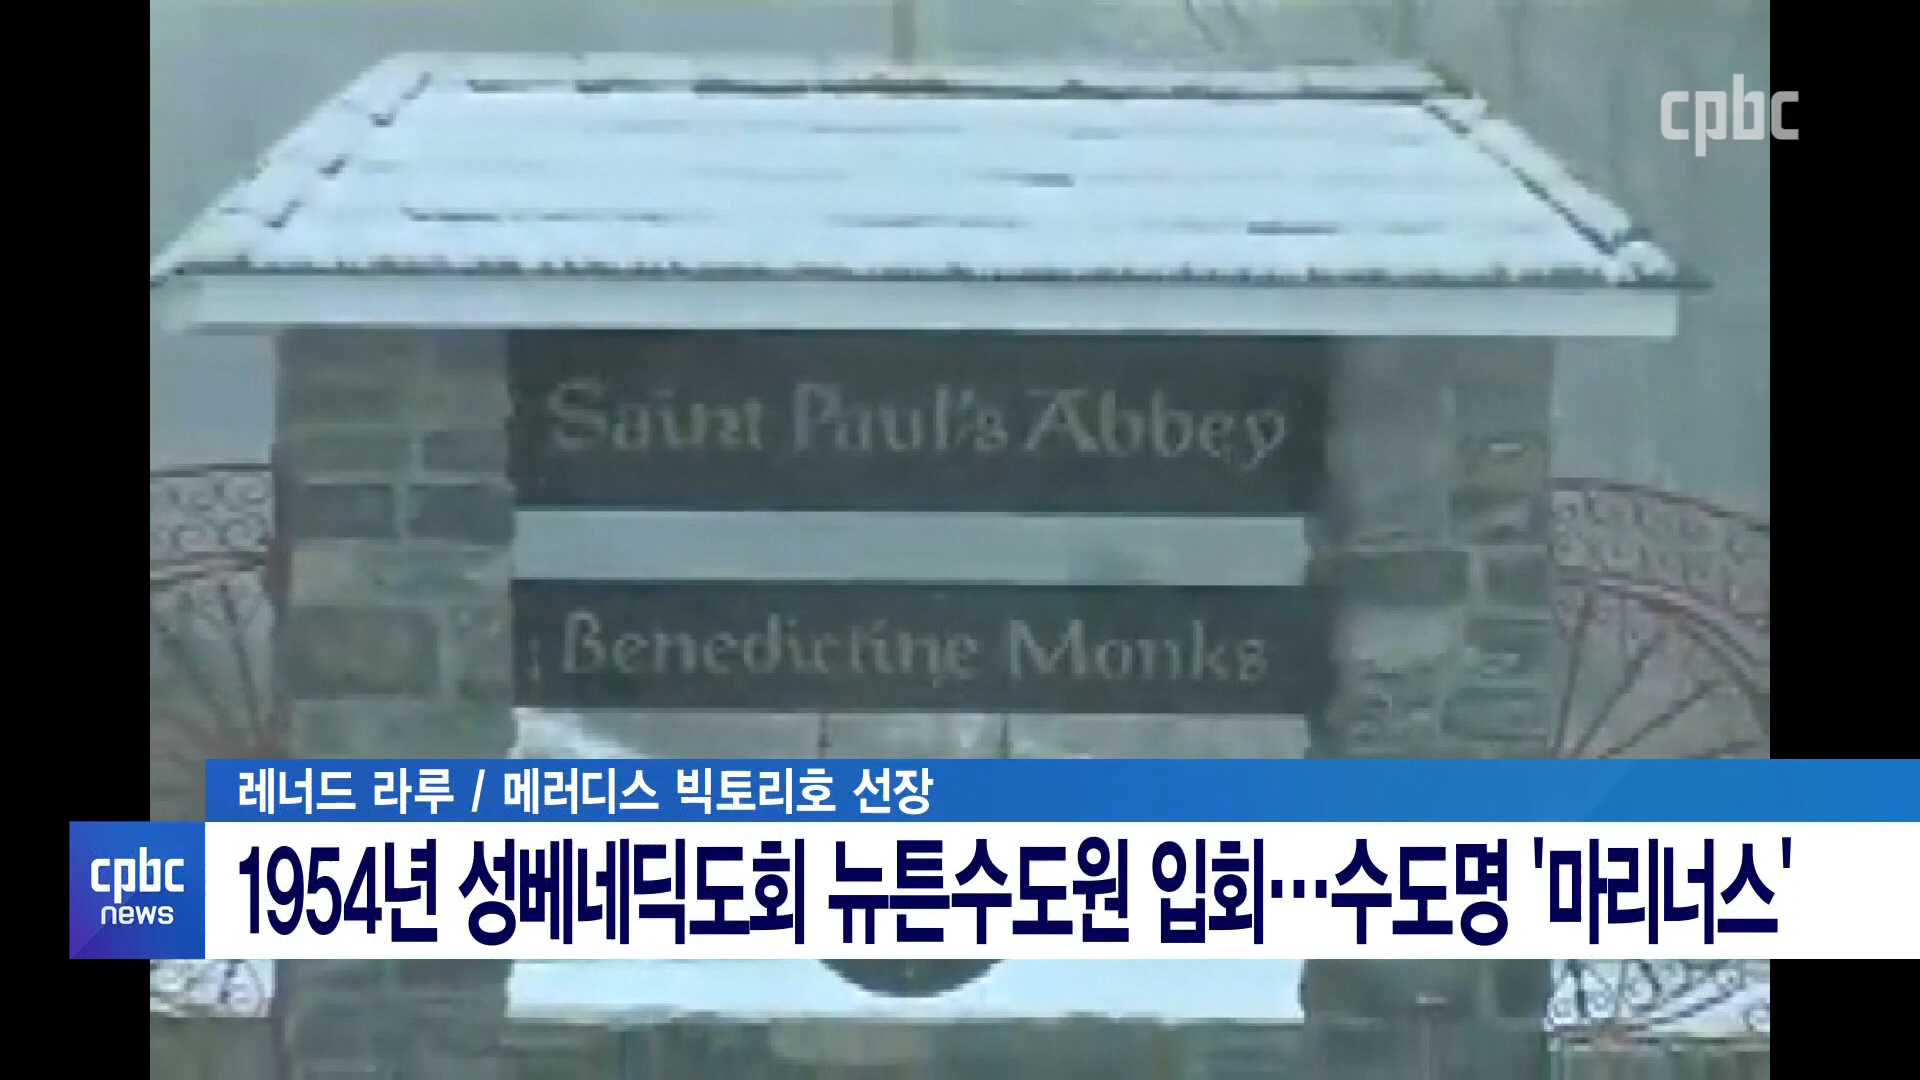 cpbc
Saint Paul's Abbey
Benedictine Monks
레너드 라루 / 메러디스 빅토리호 선장
cpbc
news
1954년 성베네딕도회 뉴튼수도원 입회…수도명 '마리너스'